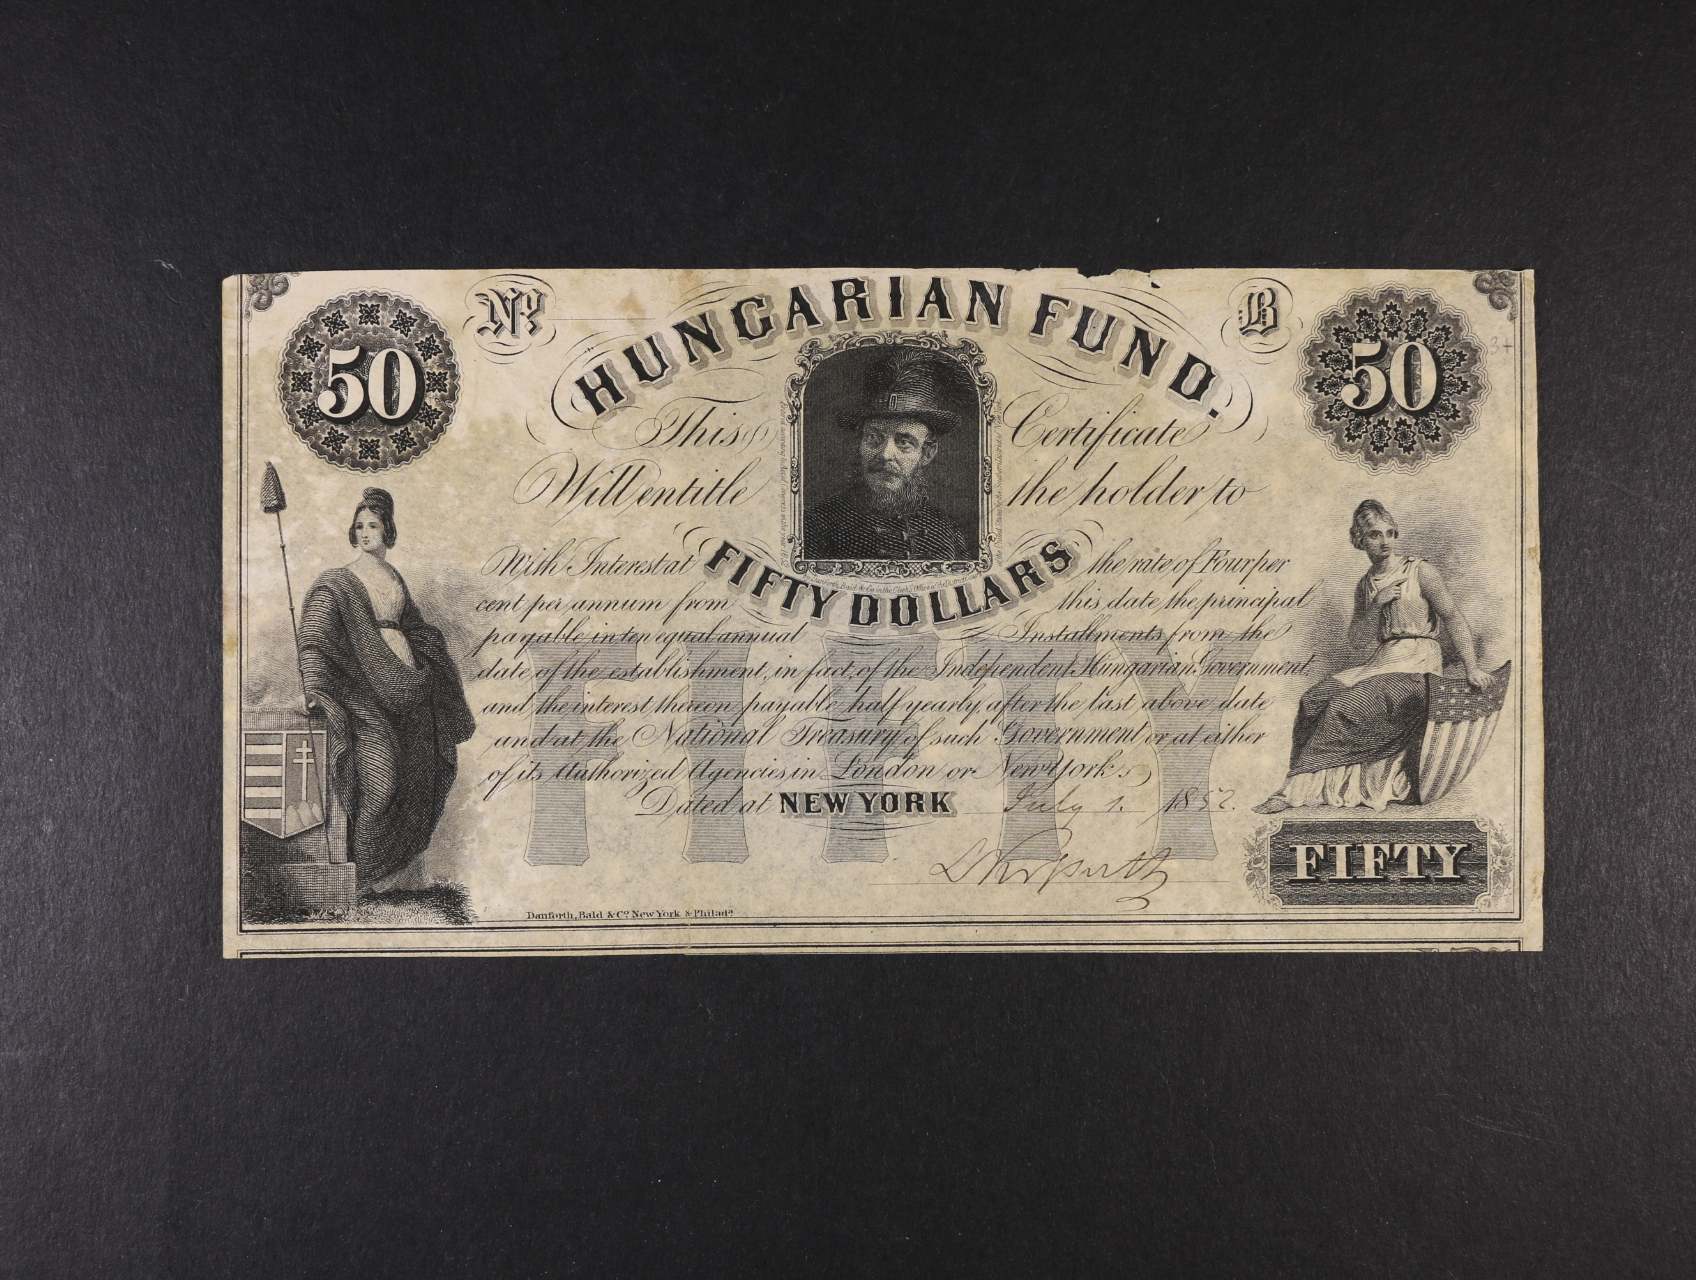 No.
B
HUNGARIAN FUND.
50
50
This Certificate
Will entitle the holder to
FIFTY DOLLARS
With Interest at the rate of Four per
cent per annum from this date the principal
payable in ten equal annual Installments from the
date of the establishment, in fact, of the Independent Hungarian Government,
and the interest thereon payable half yearly after the last above date
and at the National Treasury of such Government or at either
of its Authorized Agencies in London or New York.
Dated at NEW YORK July 1. 1852.
L Kossuth
FIFTY
FIFTY
Danforth, Bald & Co. New York & Philada.